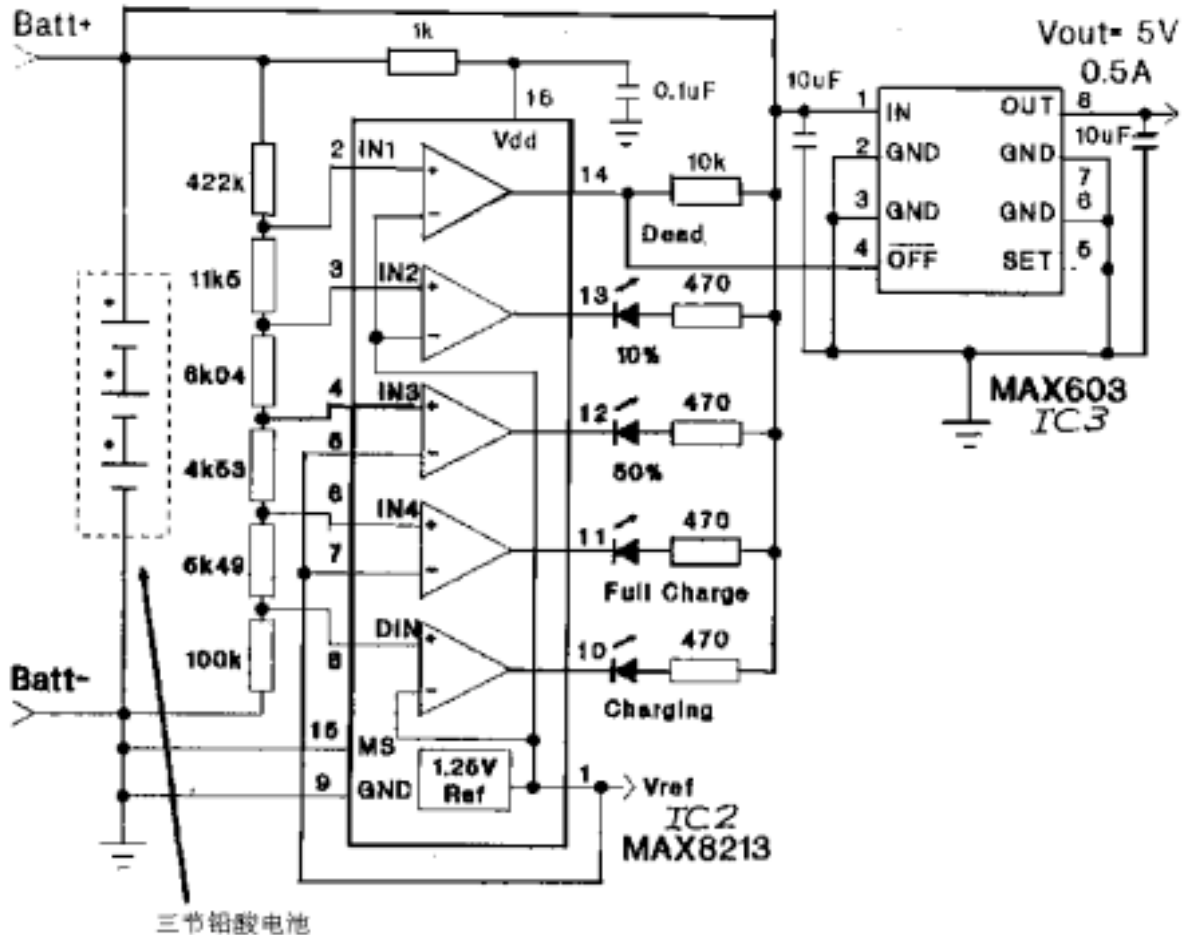 Batt+
1k
Vout= 5V
0.5A
16
0.1uF
10uF
1 IN
OUT 8
10uF
Vdd
2 IN1
14
10k
2 GND
GND
7
422k
3 GND
GND
6
Dead
4 OFF
SET 5
11k5
3 IN2
13
470
10%
6k04
MAX603
IC3
4 IN3
12
470
5
50%
4k53
6 IN4
11
470
7
Full Charge
5k49
DIN
8
10
470
100k
Charging
Batt-
15 MS
9 GND
1.25V
Ref
1
Vref
IC2
MAX8213
三节铅酸电池